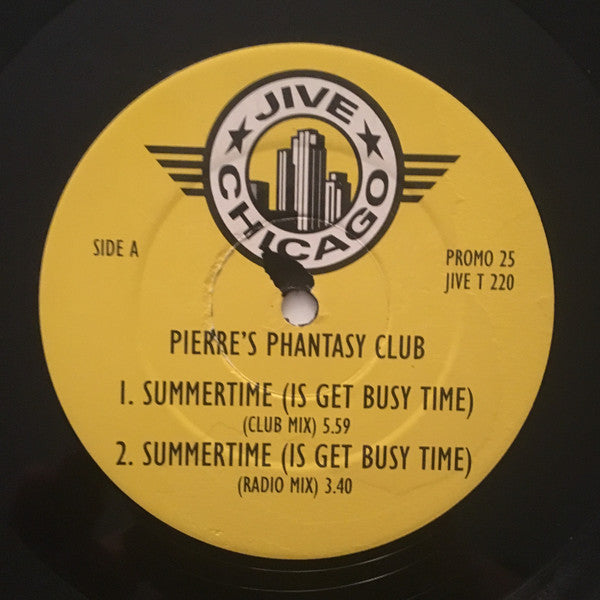 JIVE
CHICAGO
SIDE A
PROMO 25
JIVE T 220
PIERRE'S PHANTASY CLUB
1. SUMMERTIME (IS GET BUSY TIME)
(CLUB MIX) 5.59
2. SUMMERTIME (IS GET BUSY TIME)
(RADIO MIX) 3.40